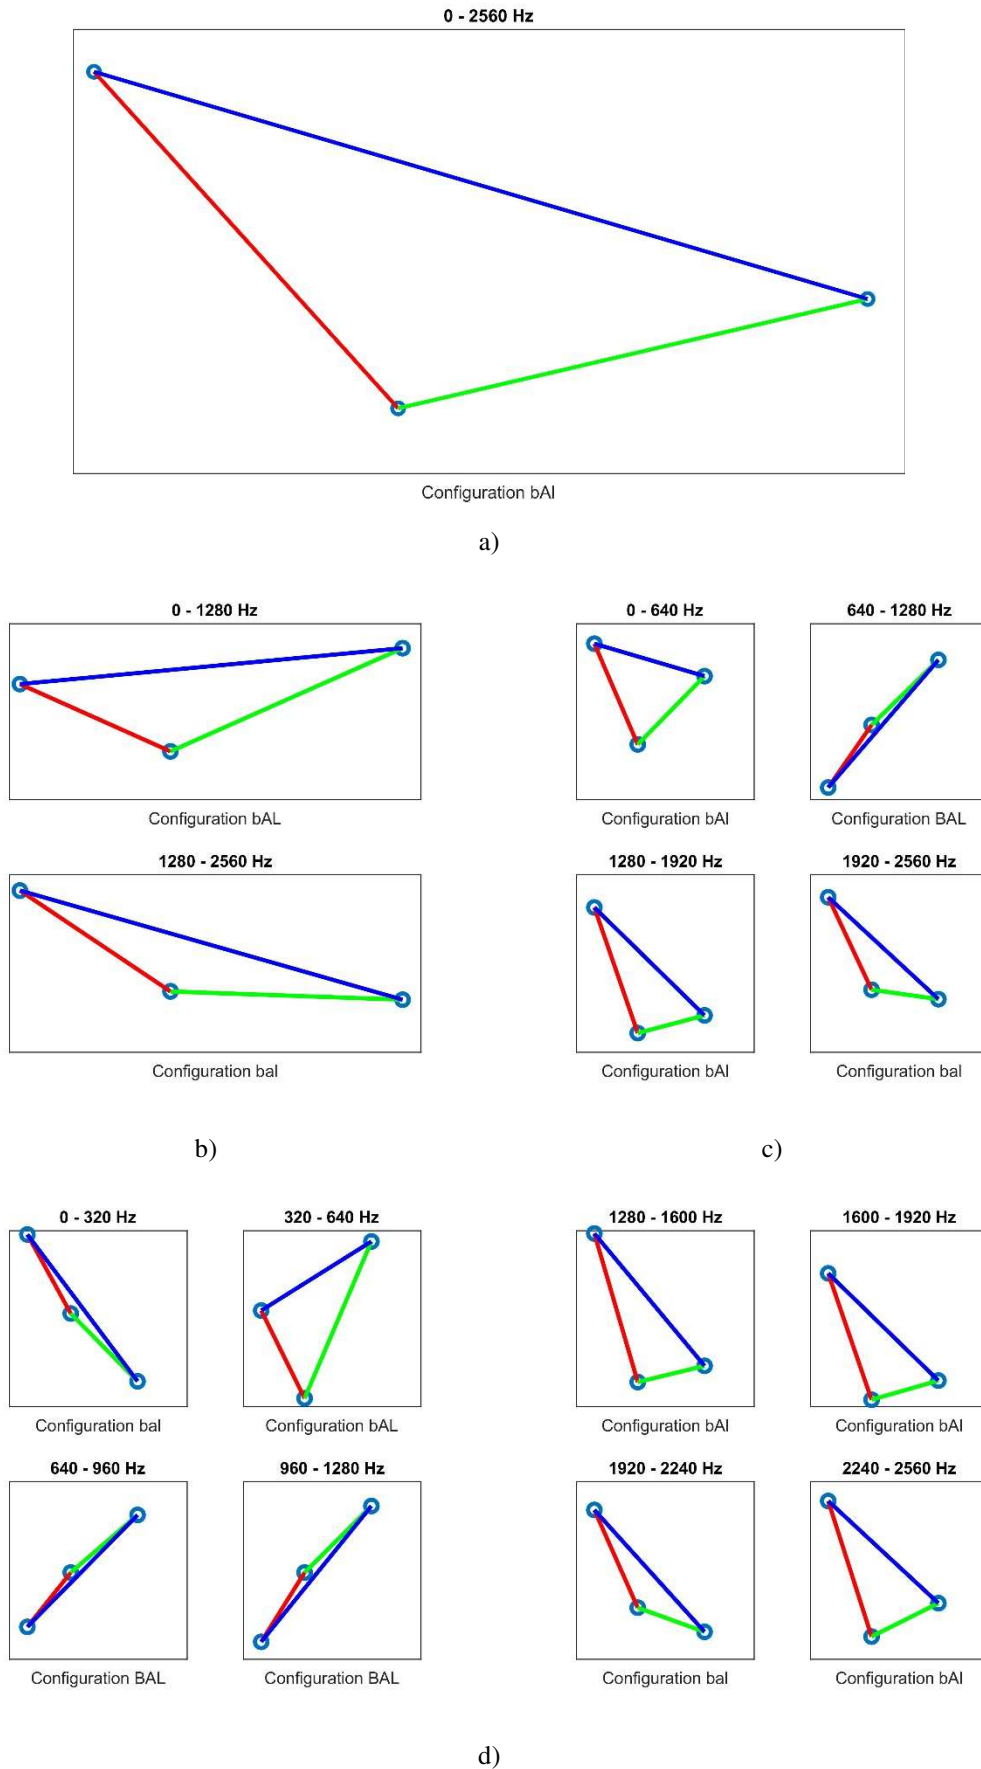 0 - 2560 Hz
Configuration bAl
a)
0 - 1280 Hz
Configuration bAL
1280 - 2560 Hz
Configuration bal
b)
0 - 640 Hz
640 - 1280 Hz
Configuration bAl
Configuration BAL
1280 - 1920 Hz
1920 - 2560 Hz
Configuration bAl
Configuration bal
c)
0 - 320 Hz
320 - 640 Hz
1280 - 1600 Hz
1600 - 1920 Hz
Configuration bal
Configuration bAL
Configuration bAl
Configuration bAl
640 - 960 Hz
960 - 1280 Hz
1920 - 2240 Hz
2240 - 2560 Hz
Configuration BAL
Configuration BAL
Configuration bal
Configuration bAl
d)